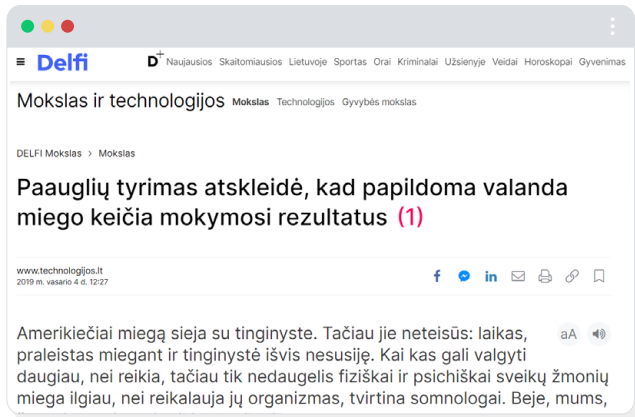 Delfi
D+ Naujausios Skaitomiausios Lietuvoje Sportas Orai Kriminalai Užsienyje Veidai Horoskopai Gyvenimas
Mokslas ir technologijos Mokslas Technologijos Gyvybės mokslas
DELFI Mokslas > Mokslas
Paauglių tyrimas atskleidė, kad papildoma valanda
miego keičia mokymosi rezultatus (1)
www.technologijos.lt
2019 m. vasario 4 d. 12:27
f in
Amerikiečiai miegą sieja su tinginyste. Tačiau jie neteisūs: laikas, aA
praleistas miegant ir tinginystė išvis nesusiję. Kai kas gali valgyti
daugiau, nei reikia, tačiau tik nedaugelis fiziškai ir psichiškai sveikų žmonių
miega ilgiau, nei reikalauja jų organizmas, tvirtina somnologai. Beje, mums,